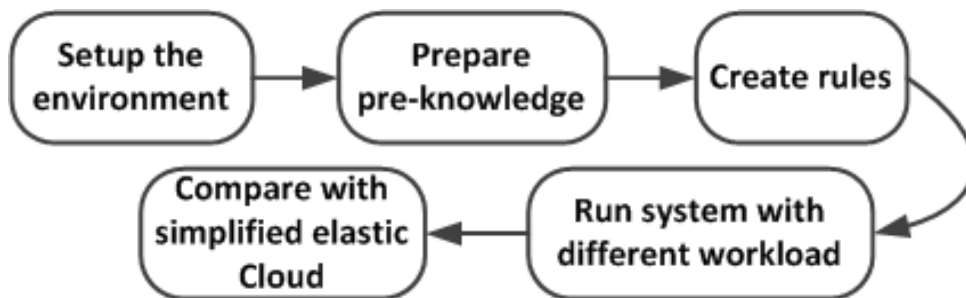 Setup the
environment
Prepare
pre-knowledge
Create rules
Run system with
different workload
Compare with
simplified elastic
Cloud